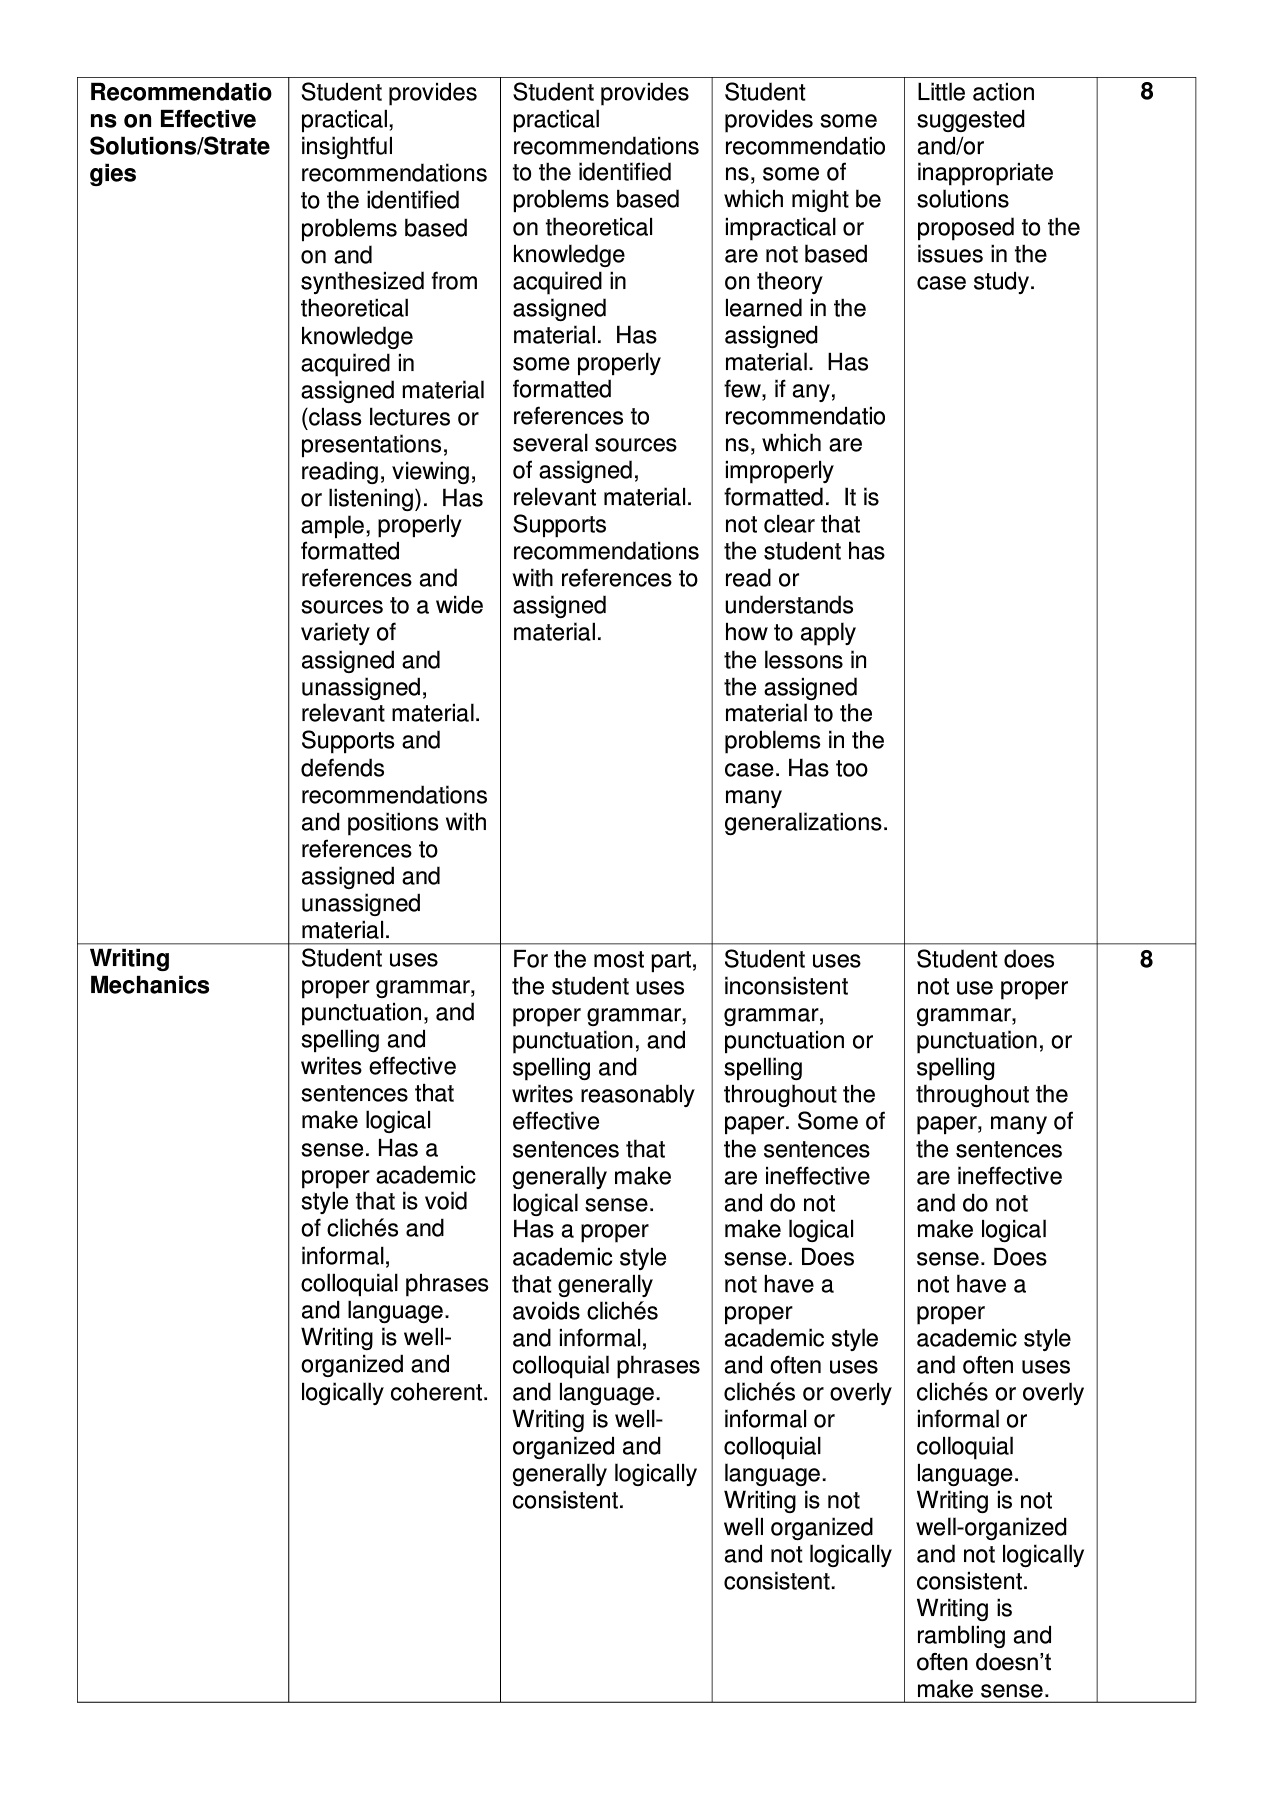 Recommendatio
ns on Effective
Solutions/Strate
gies
Student provides
practical,
insightful
recommendations
to the identified
problems based
on and
synthesized from
theoretical
knowledge
acquired in
assigned material
(class lectures or
presentations,
reading, viewing,
or listening).  Has
ample, properly
formatted
references and
sources to a wide
variety of
assigned and
unassigned,
relevant material.
Supports and
defends
recommendations
and positions with
references to
assigned and
unassigned
material.
Student provides
practical
recommendations
to the identified
problems based
on theoretical
knowledge
acquired in
assigned
material.  Has
some properly
formatted
references to
several sources
of assigned,
relevant material.
Supports
recommendations
with references to
assigned
material.
Student
provides some
recommendatio
ns, some of
which might be
impractical or
are not based
on theory
learned in the
assigned
material.  Has
few, if any,
recommendatio
ns, which are
improperly
formatted.  It is
not clear that
the student has
read or
understands
how to apply
the lessons in
the assigned
material to the
problems in the
case. Has too
many
generalizations.
Little action
suggested
and/or
inappropriate
solutions
proposed to the
issues in the
case study.
8
Writing
Mechanics
Student uses
proper grammar,
punctuation, and
spelling and
writes effective
sentences that
make logical
sense. Has a
proper academic
style that is void
of clichés and
informal,
colloquial phrases
and language.
Writing is well-
organized and
logically coherent.
For the most part,
the student uses
proper grammar,
punctuation, and
spelling and
writes reasonably
effective
sentences that
generally make
logical sense.
Has a proper
academic style
that generally
avoids clichés
and informal,
colloquial phrases
and language.
Writing is well-
organized and
generally logically
consistent.
Student uses
inconsistent
grammar,
punctuation or
spelling
throughout the
paper. Some of
the sentences
are ineffective
and do not
make logical
sense. Does
not have a
proper
academic style
and often uses
clichés or overly
informal or
colloquial
language.
Writing is not
well organized
and not logically
consistent.
Student does
not use proper
grammar,
punctuation, or
spelling
throughout the
paper, many of
the sentences
are ineffective
and do not
make logical
sense. Does
not have a
proper
academic style
and often uses
clichés or overly
informal or
colloquial
language.
Writing is not
well-organized
and not logically
consistent.
Writing is
rambling and
often doesn’t
make sense.
8